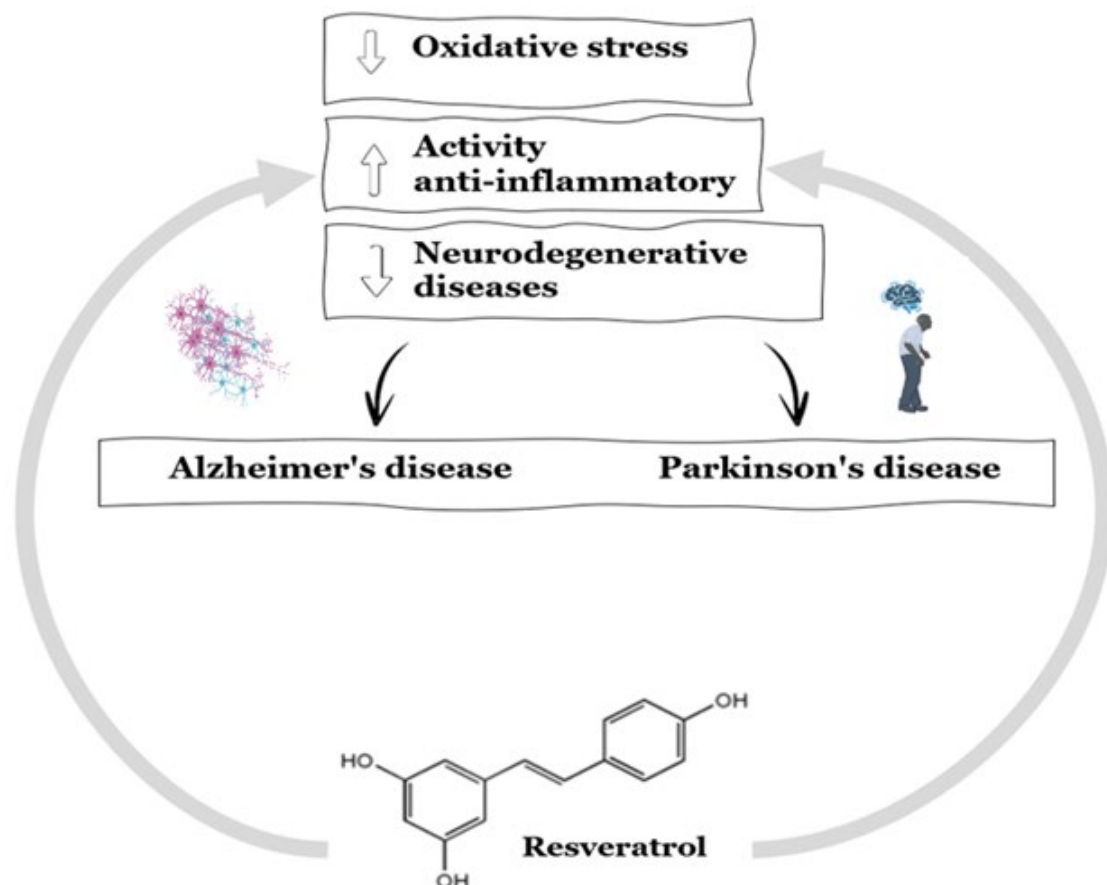 Oxidative stress
Activity
anti-inflammatory
Neurodegenerative
diseases
Alzheimer's disease
Parkinson's disease
OH
HO
OH
Resveratrol